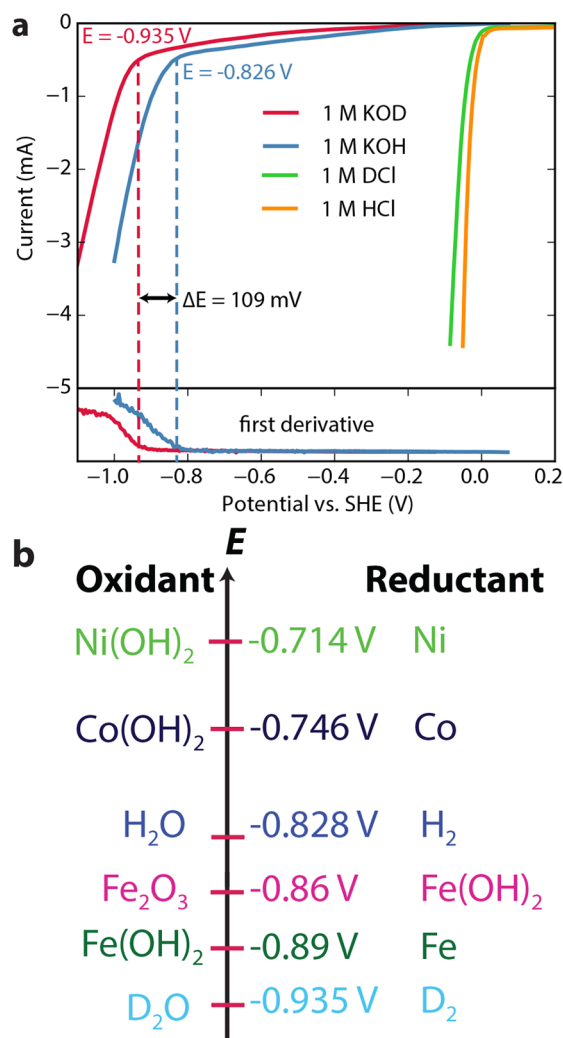 a
E = -0.935 V
E = -0.826 V
1 M KOD
1 M KOH
1 M DCl
1 M HCl
ΔE = 109 mV
Current (mA)
0
−1
−2
−3
−4
−5
first derivative
−1.0 −0.8 −0.6 −0.4 −0.2 0.0 0.2
Potential vs. SHE (V)
b
E
Oxidant Reductant
Ni(OH)₂ -0.714 V Ni
Co(OH)₂ -0.746 V Co
H₂O -0.828 V H₂
Fe₂O₃ -0.86 V Fe(OH)₂
Fe(OH)₂ -0.89 V Fe
D₂O -0.935 V D₂